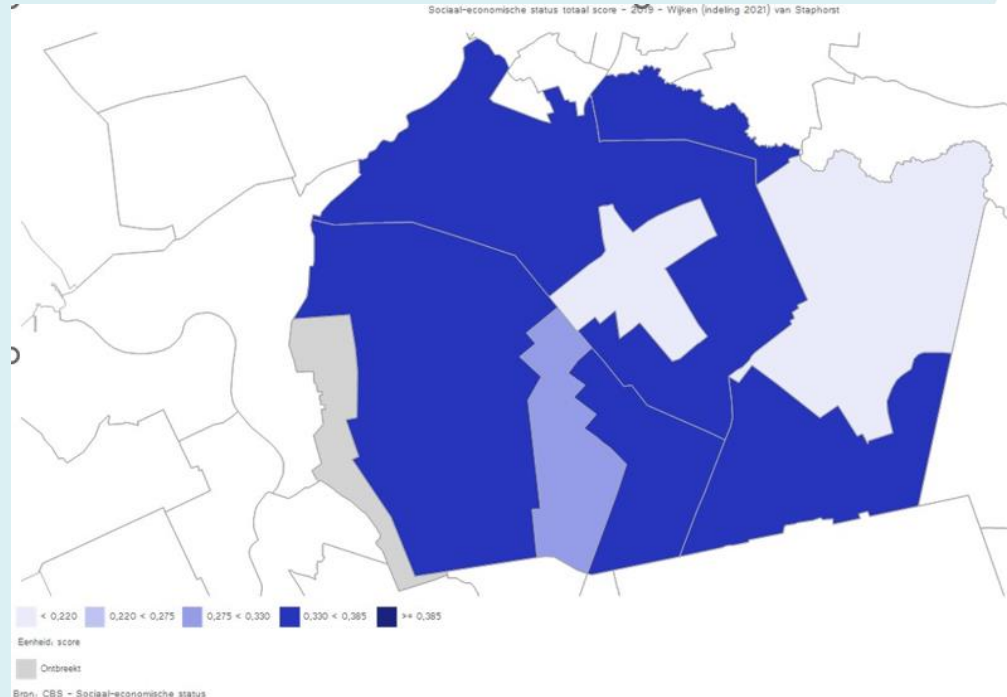 Sociaal-economische status totaal score - 2019 - Wijken (indeling 2021) van Staphorst
< 0,220 0,220 < 0,275 0,275 < 0,330 0,330 < 0,385 >= 0,385
Eenheid: score
Ontbreekt
Bron: CBS - Sociaal-economische status